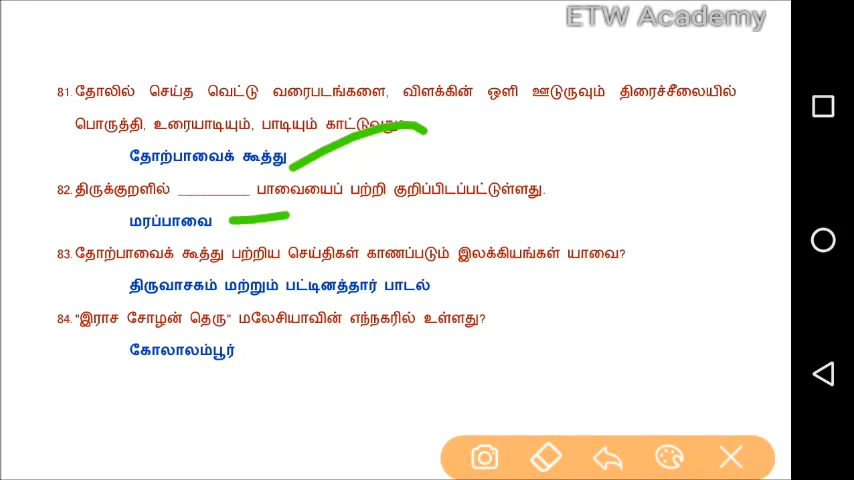 ETW Academy
81. தோலில் செய்த வெட்டு வரைபடங்களை, விளக்கின் ஒளி ஊடுருவும் திரைச்சீலையில்
பொருத்தி, உரையாடியும், பாடியும் காட்டுவது?
தோற்பாவைக் கூத்து
82. திருக்குறளில் __________ பாவையைப் பற்றி குறிப்பிடப்பட்டுள்ளது.
மரப்பாவை
83. தோற்பாவைக் கூத்து பற்றிய செய்திகள் காணப்படும் இலக்கியங்கள் யாவை?
திருவாசகம் மற்றும் பட்டினத்தார் பாடல்
84. "இராச சோழன் தெரு" மலேசியாவின் எந்நகரில் உள்ளது?
கோலாலம்பூர்